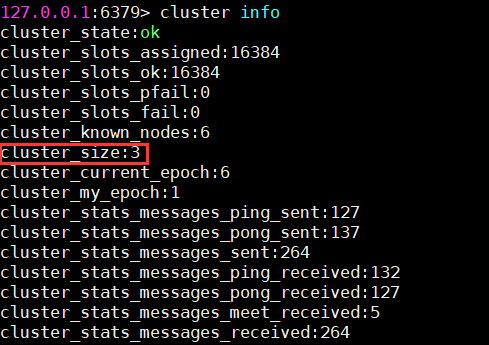 127.0.0.1:6379> cluster info
cluster_state:ok
cluster_slots_assigned:16384
cluster_slots_ok:16384
cluster_slots_pfail:0
cluster_slots_fail:0
cluster_known_nodes:6
cluster_size:3
cluster_current_epoch:6
cluster_my_epoch:1
cluster_stats_messages_ping_sent:127
cluster_stats_messages_pong_sent:137
cluster_stats_messages_sent:264
cluster_stats_messages_ping_received:132
cluster_stats_messages_pong_received:127
cluster_stats_messages_meet_received:5
cluster_stats_messages_received:264